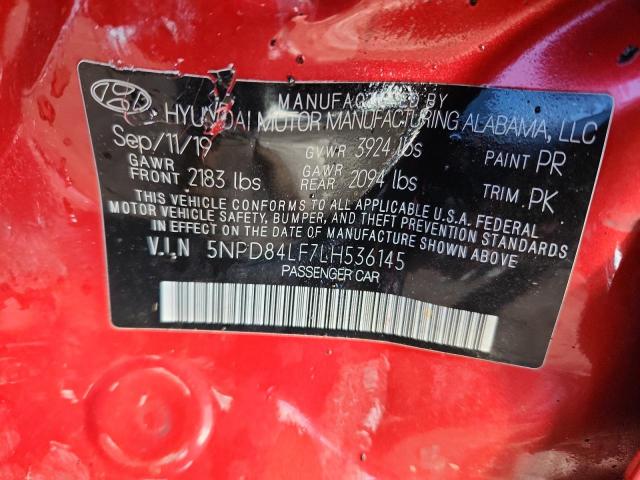 MANUFACTURED BY
HYUNDAI MOTOR MANUFACTURING ALABAMA, LLC
Sep/11/19 GVWR 3924 lbs PAINT PR
GAWR FRONT 2183 lbs GAWR REAR 2094 lbs TRIM PK
THIS VEHICLE CONFORMS TO ALL APPLICABLE U.S.A. FEDERAL
MOTOR VEHICLE SAFETY, BUMPER, AND THEFT PREVENTION STANDARDS
IN EFFECT ON THE DATE OF MANUFACTURE SHOWN ABOVE
V.I.N 5NPD84LF7LH536145
PASSENGER CAR